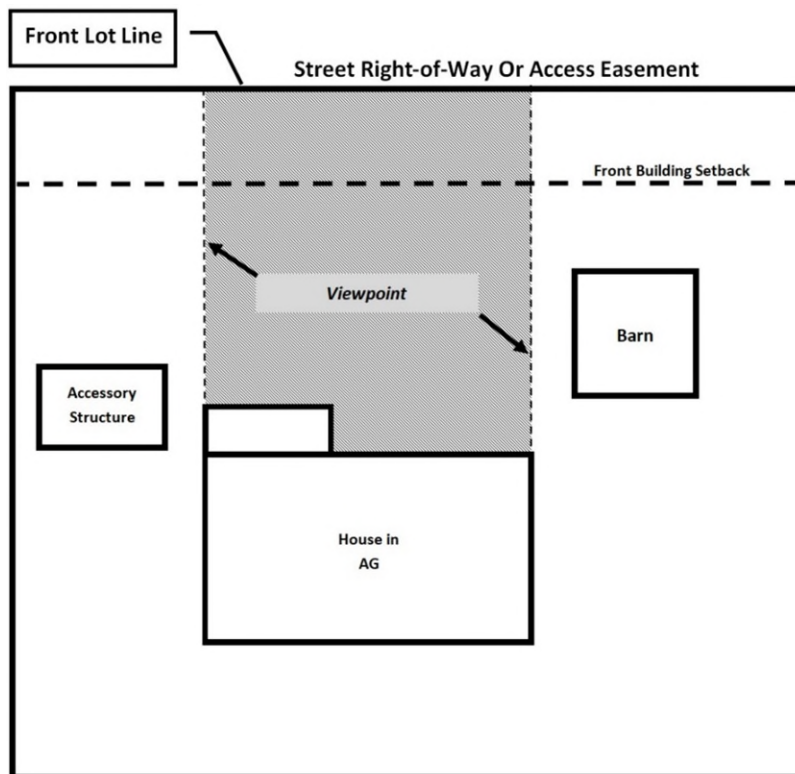 Front Lot Line
Street Right-of-Way Or Access Easement
Front Building Setback
Viewpoint
Barn
Accessory
Structure
House in
AG